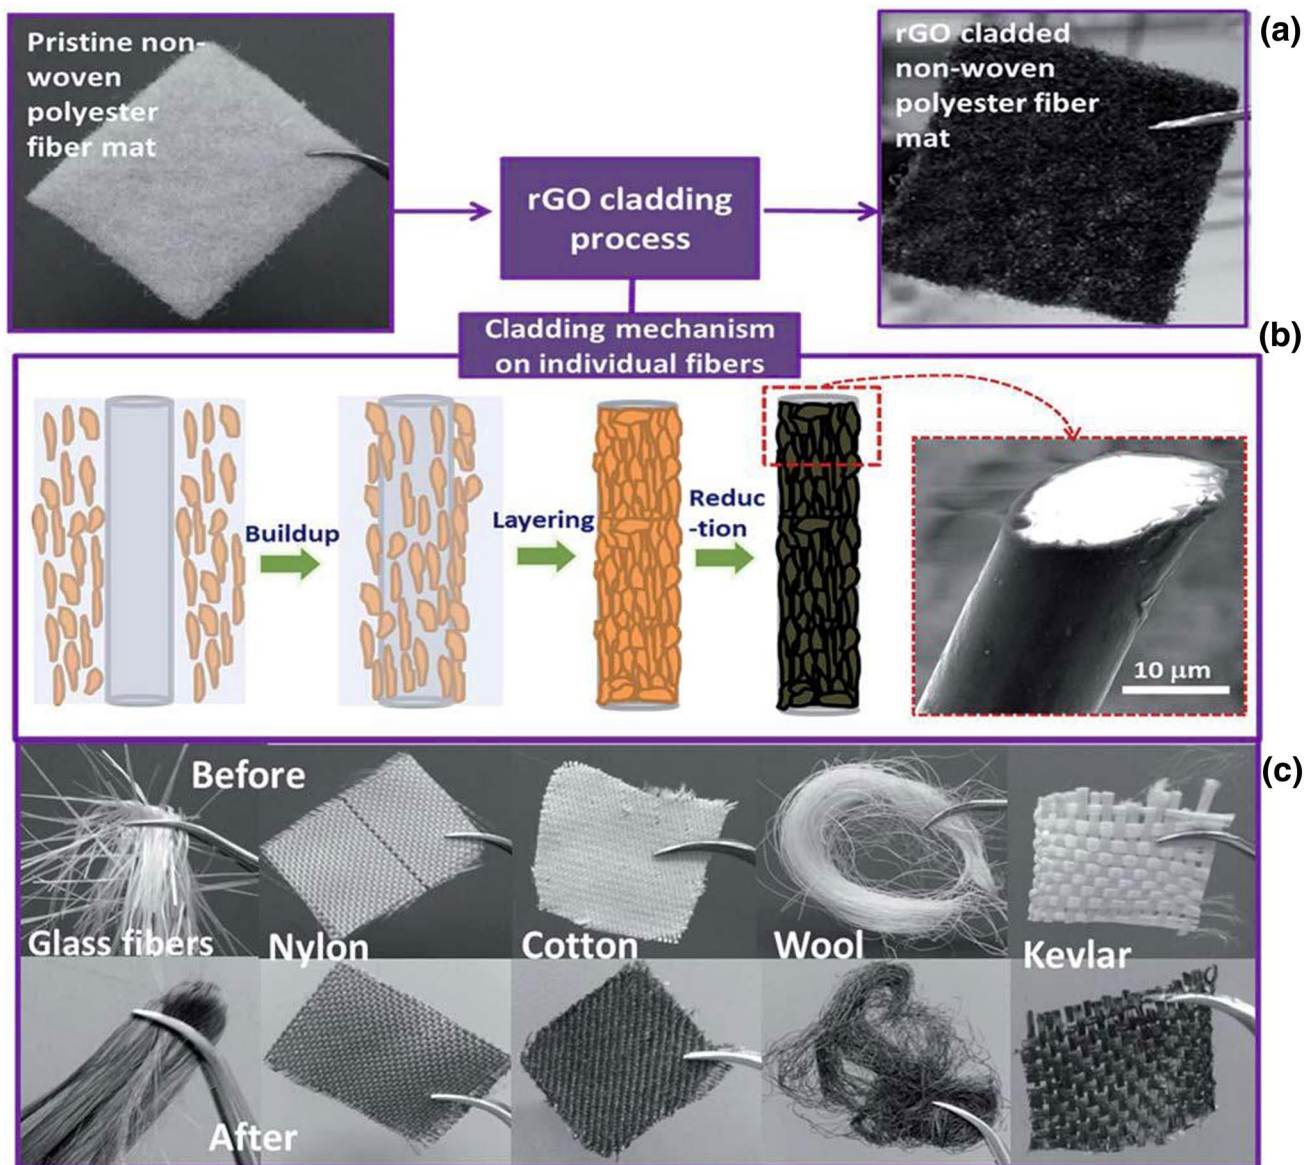 Pristine non-
woven
polyester
fiber mat
rGO cladding
process
rGO cladded
non-woven
polyester fiber
mat
(a)
Cladding mechanism
on individual fibers
(b)
Buildup
Layering
Reduc
-tion
10 μm
(c)
Before
Glass fibers
Nylon
Cotton
Wool
Kevlar
After